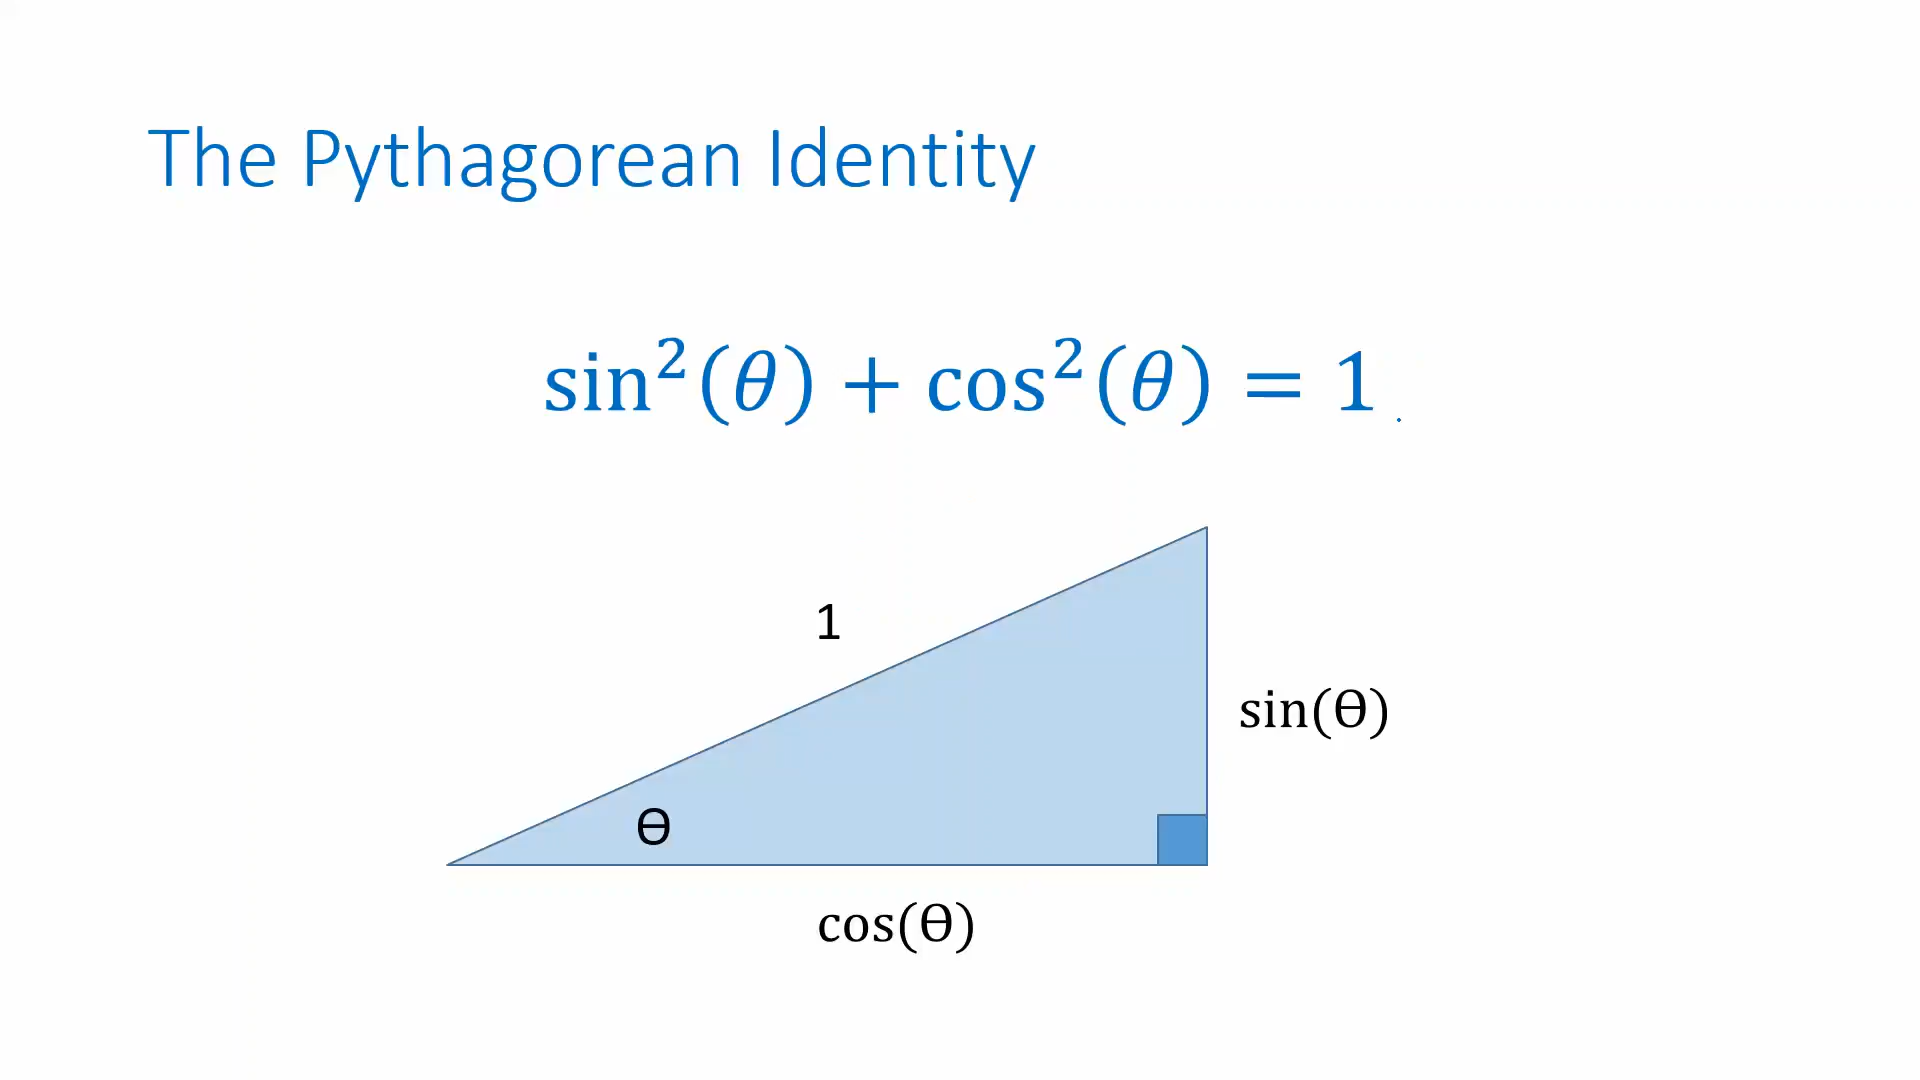 The Pythagorean Identity
sin²(θ) + cos²(θ) = 1 .
1
sin(Θ)
Θ
cos(Θ)